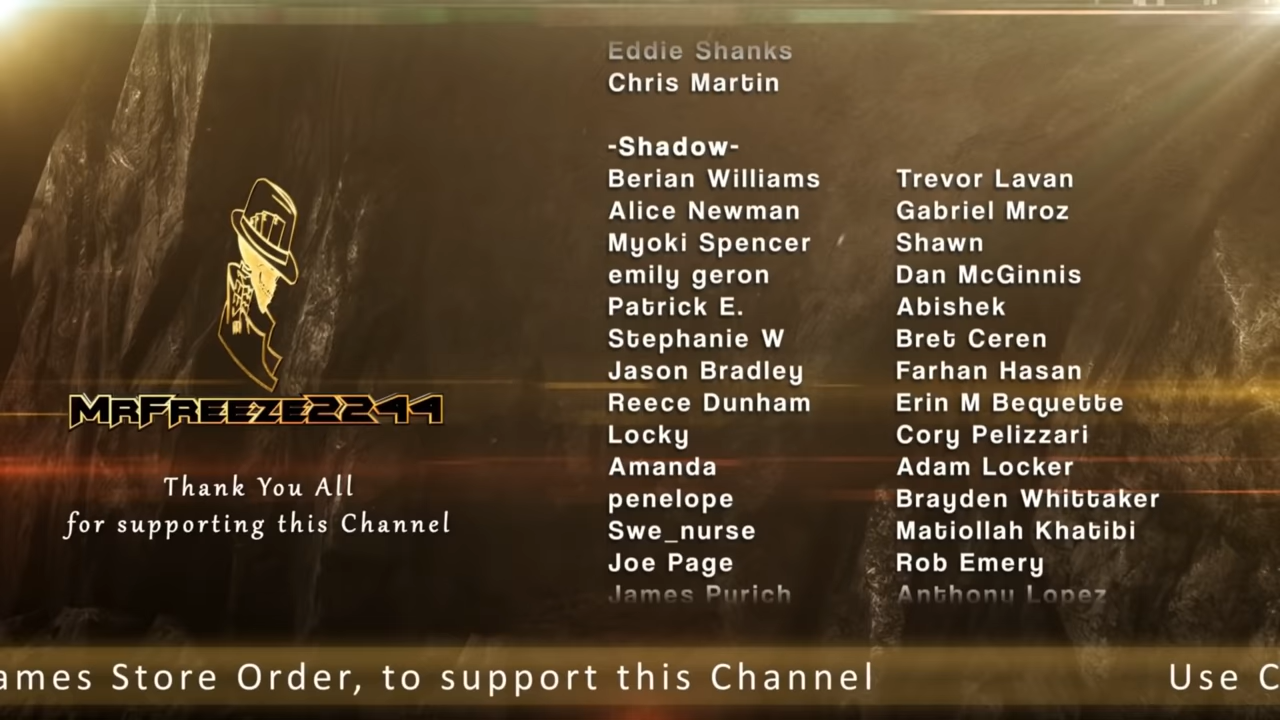 Eddie Shanks
Chris Martin
-Shadow-
Berian Williams
Alice Newman
Myoki Spencer
emily geron
Patrick E.
Stephanie W
Jason Bradley
Reece Dunham
Locky
Amanda
penelope
Swe_nurse
Joe Page
James Purich
Trevor Lavan
Gabriel Mroz
Shawn
Dan McGinnis
Abishek
Bret Ceren
Farhan Hasan
Erin M Bequette
Cory Pelizzari
Adam Locker
Brayden Whittaker
Matiollah Khatibi
Rob Emery
Anthony Lopez
MrFreeze2244
Thank You All
for supporting this Channel
ames Store Order, to support this Channel
Use C